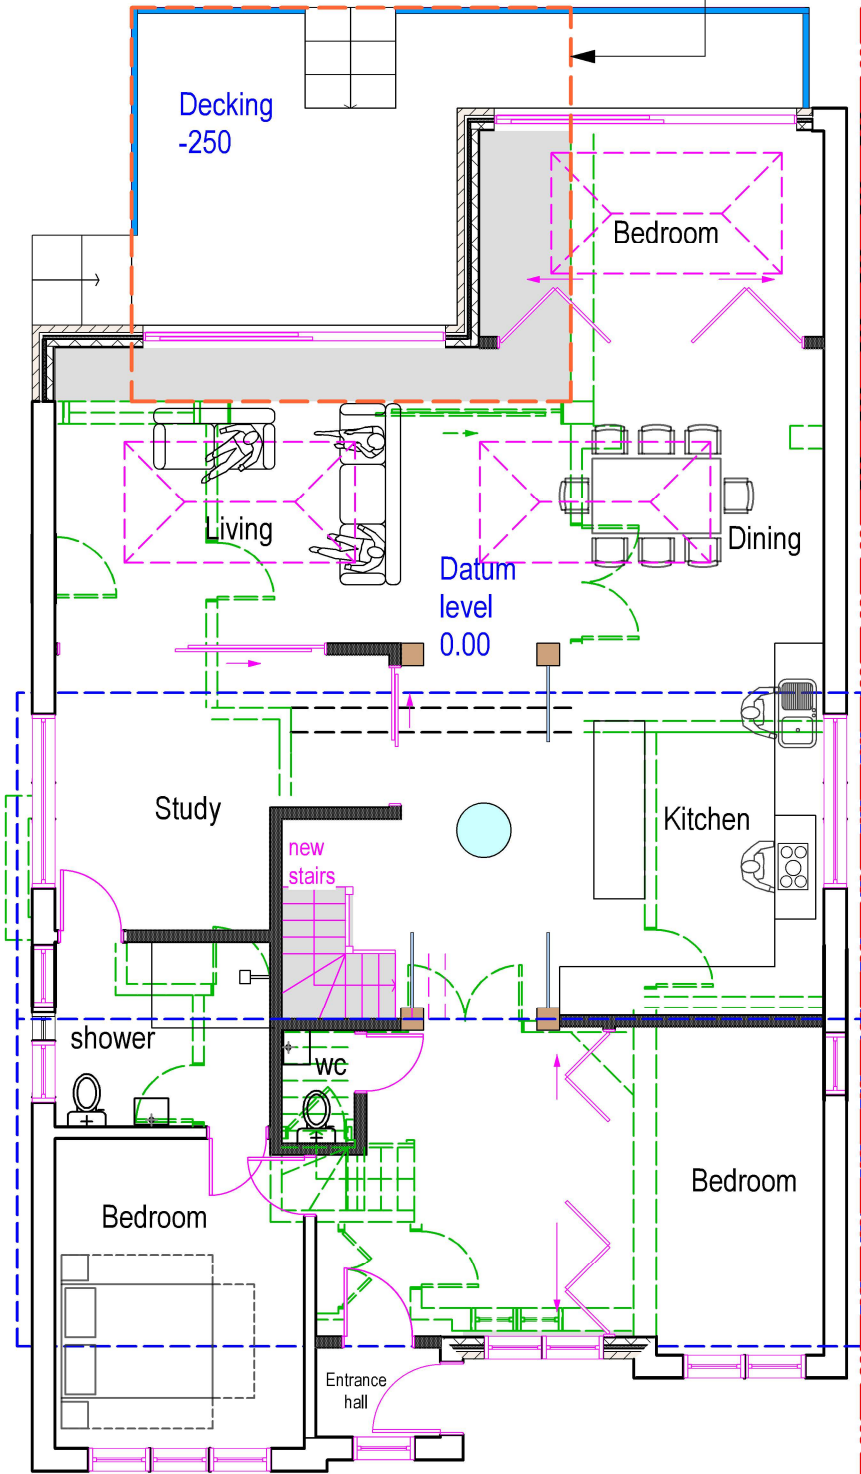 Decking
-250
Bedroom
Living
Dining
Datum
level
0.00
Study
Kitchen
new
stairs
shower
wc
Bedroom
Bedroom
Entrance
hall